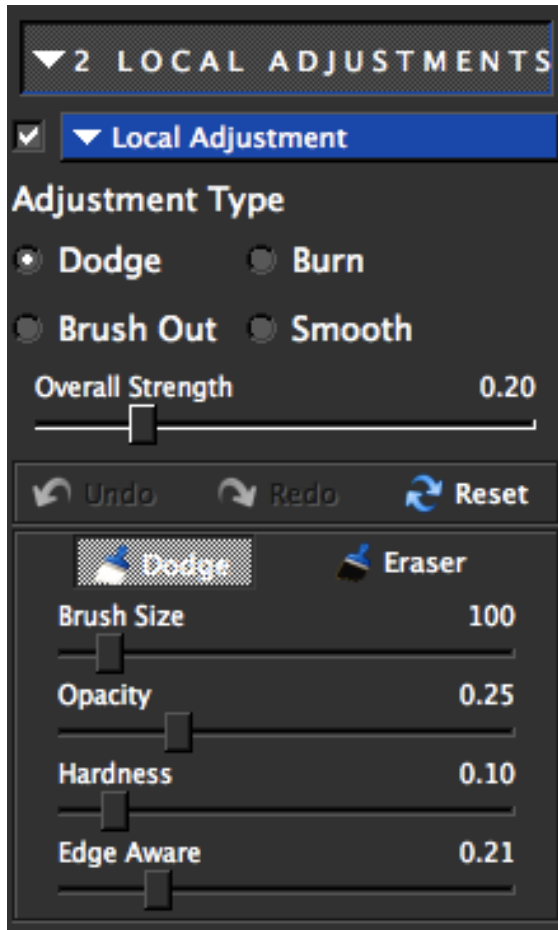 2 LOCAL ADJUSTMENTS
Local Adjustment
Adjustment Type
Dodge Burn
Brush Out Smooth
Overall Strength 0.20
Undo Redo Reset
Dodge Eraser
Brush Size 100
Opacity 0.25
Hardness 0.10
Edge Aware 0.21